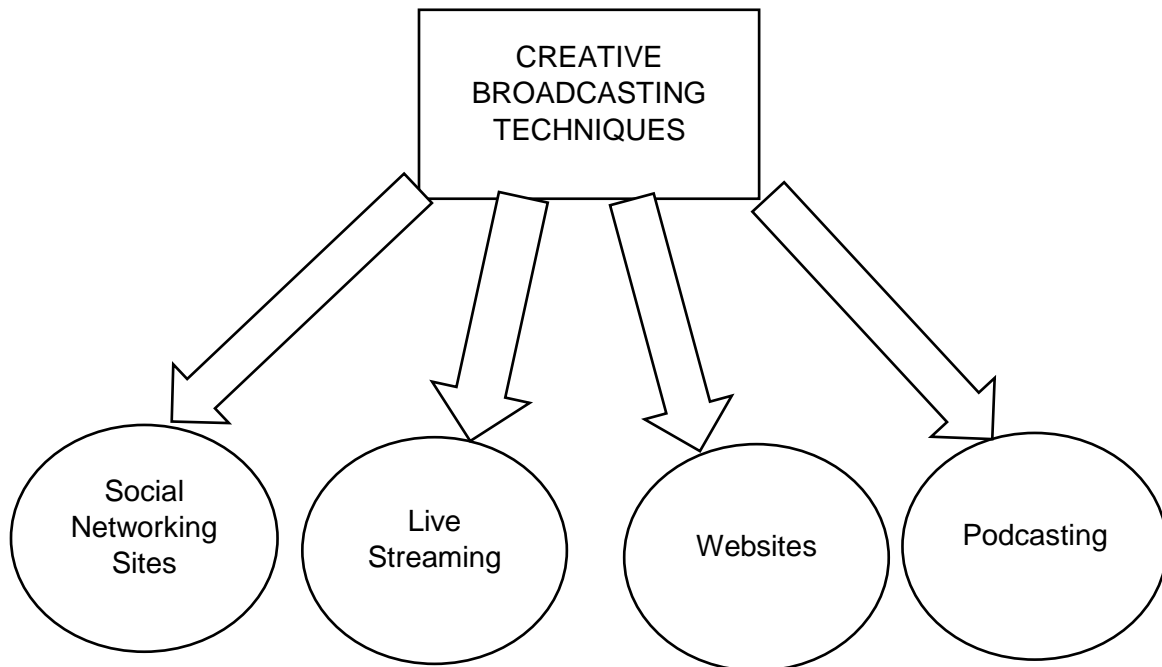 CREATIVE
BROADCASTING
TECHNIQUES
Social
Networking
Sites
Live
Streaming
Websites
Podcasting